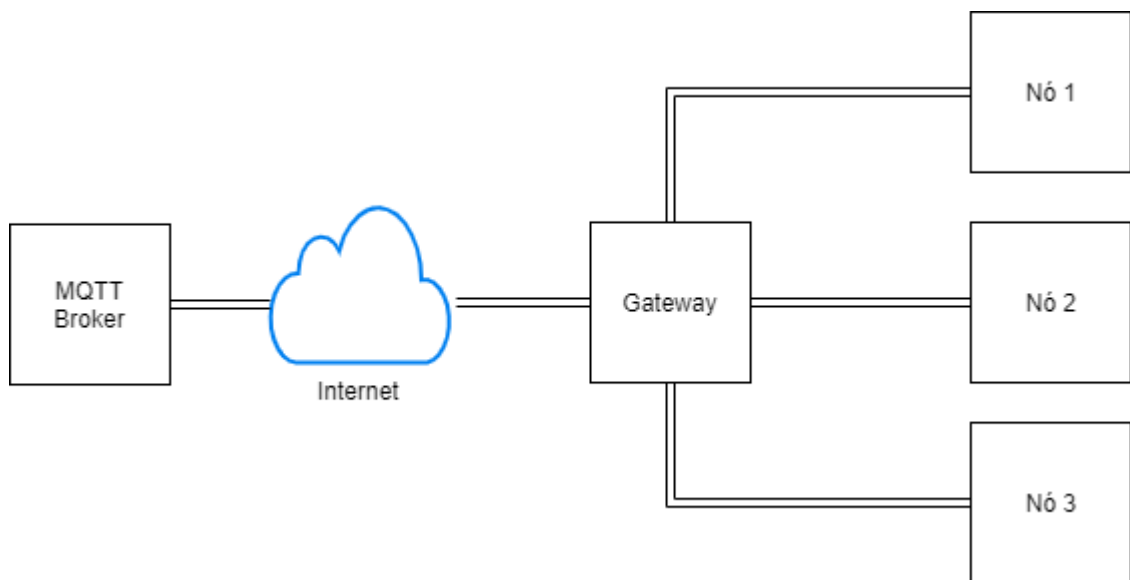 MQTT
Broker
Internet
Gateway
Nó 1
Nó 2
Nó 3